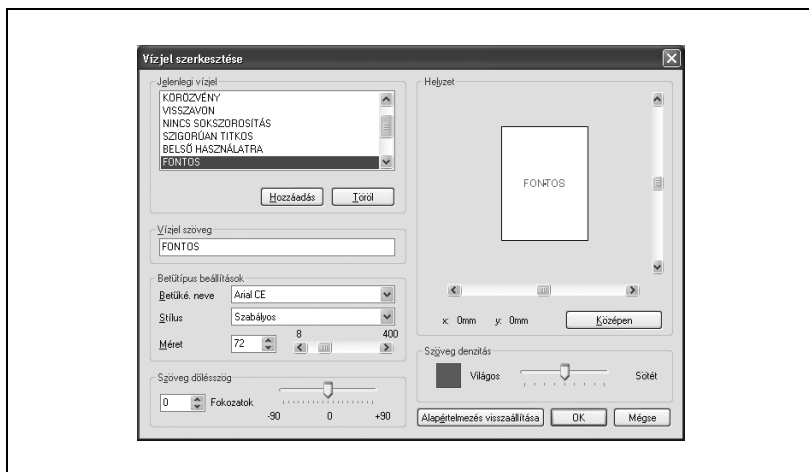 Vízjel szerkesztése
Jelenlegi vízjel
KÖRÖZVÉNY
VISSZAVON
NINCS SOKSZOROSÍTÁS
SZIGORÚAN TITKOS
BELSŐ HASZNÁLATRA
FONTOS
Hozzáadás
Töröl
Vízjel szöveg
FONTOS
Betűtípus beállítások
Betűké. neve
Arial CE
Stílus
Szabályos
Méret
72
8
400
Szöveg dőlésszög
0
Fokozatok
-90
0
+90
Helyzet
FONTOS
x: 0mm
y: 0mm
Középen
Szöveg denzitás
Világos
Sötét
Alapértelmezés visszaállítása
OK
Mégse